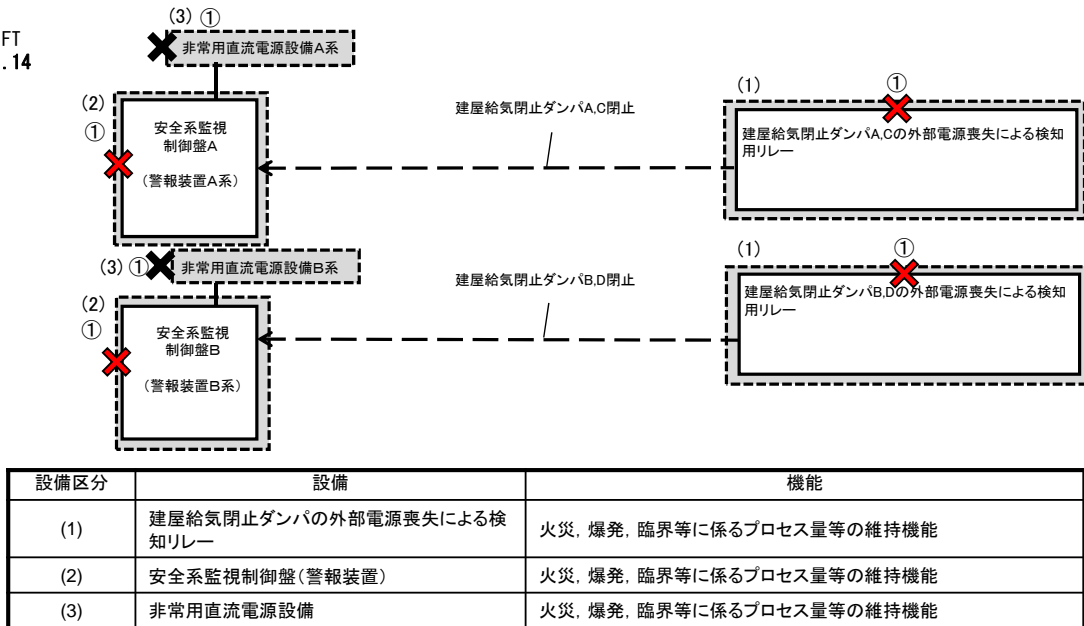 FT
.14
(3) ①
非常用直流電源設備A系
(2)
①
安全系監視
制御盤A
(警報装置A系)
建屋給気閉止ダンパA,C閉止
(1)
①
建屋給気閉止ダンパA,Cの外部電源喪失による検知
用リレー
(3) ①
非常用直流電源設備B系
(2)
①
安全系監視
制御盤B
(警報装置B系)
建屋給気閉止ダンパB,D閉止
(1)
①
建屋給気閉止ダンパB,Dの外部電源喪失による検知
用リレー
設備区分 設備 機能
(1) 建屋給気閉止ダンパの外部電源喪失による検
知リレー 火災, 爆発, 臨界等に係るプロセス量等の維持機能
(2) 安全系監視制御盤(警報装置) 火災, 爆発, 臨界等に係るプロセス量等の維持機能
(3) 非常用直流電源設備 火災, 爆発, 臨界等に係るプロセス量等の維持機能